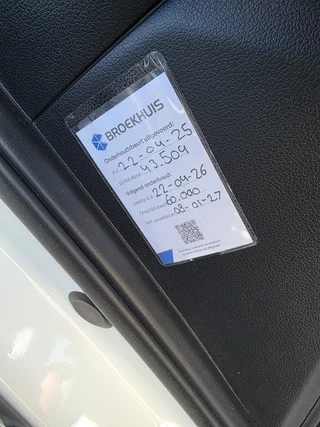 BROEKHUIS
Onderhoudsbeurt uitgevoerd:
d.d. 22-04-25
43.509
Volgend onderhoud:
22-04-26
60.000
08-01-27